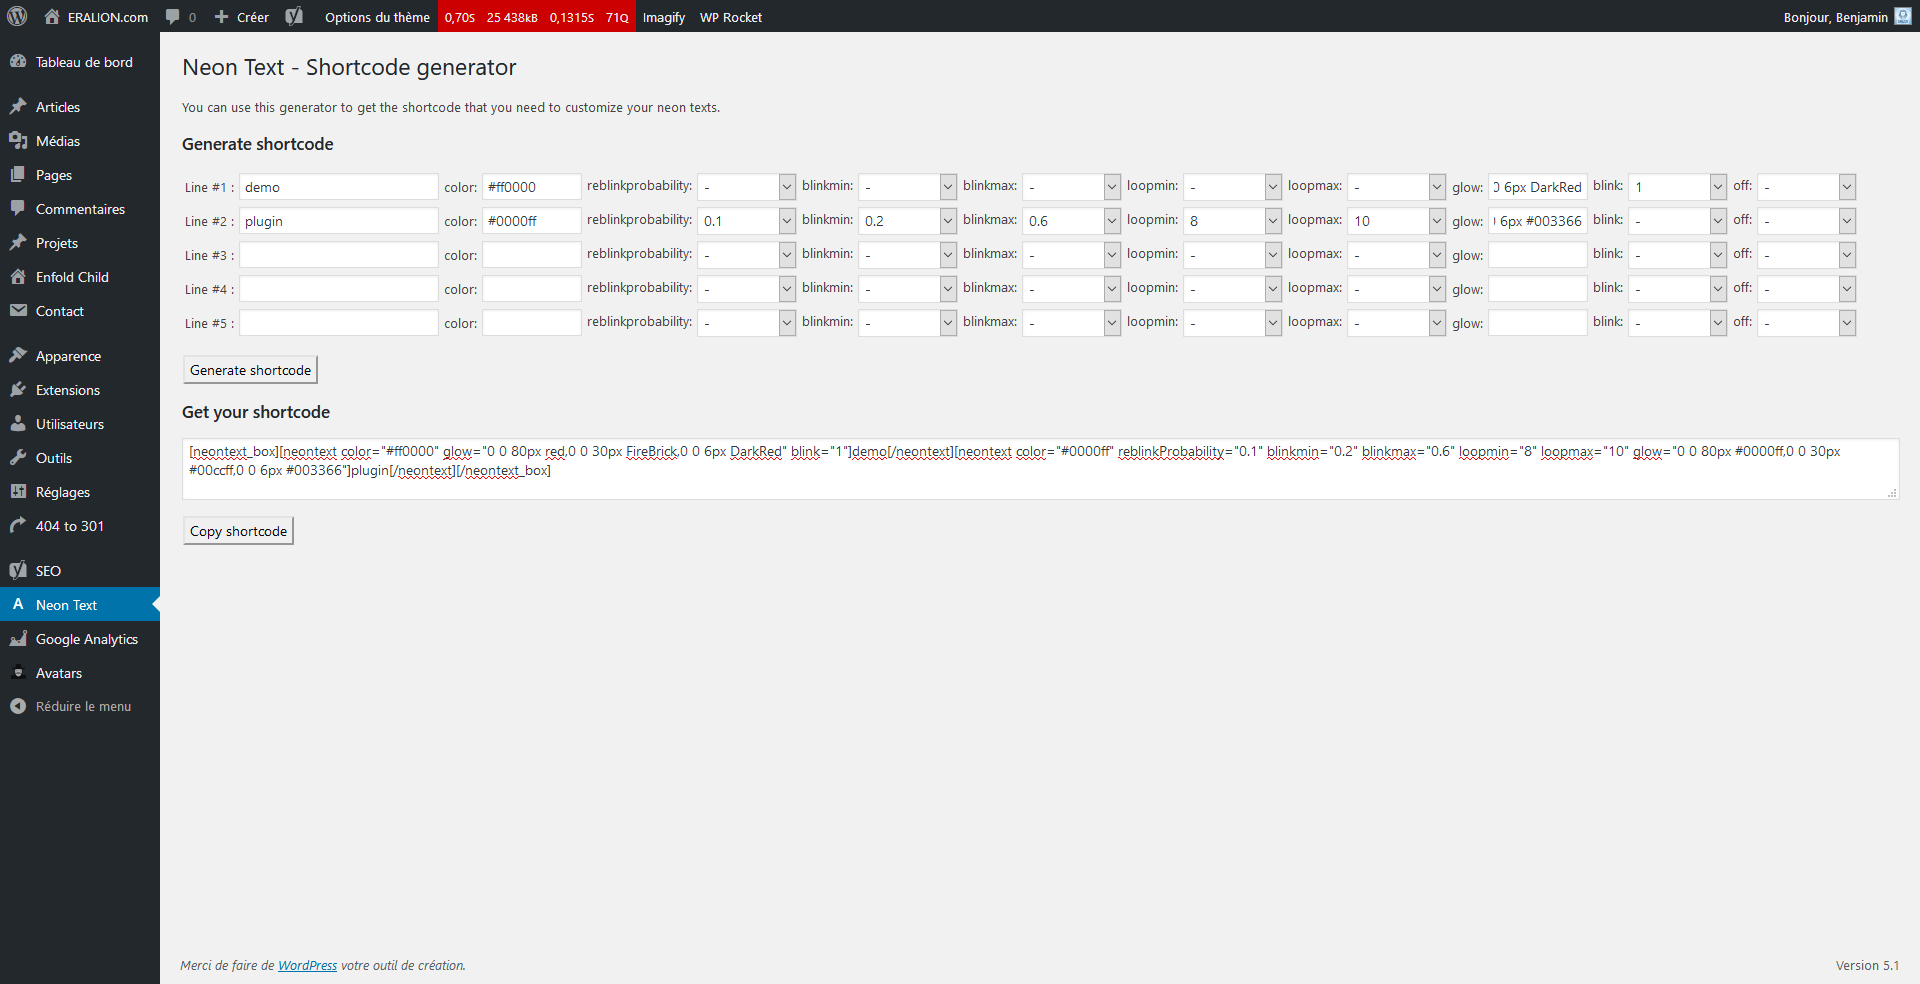 ERALION.com 0 Créer Options du thème 0,70S 25 438KB 0,1315S 71Q Imagify WP Rocket Bonjour, Benjamin
Tableau de bord
Articles
Médias
Pages
Commentaires
Projets
Enfold Child
Contact
Apparence
Extensions
Utilisateurs
Outils
Réglages
404 to 301
SEO
A Neon Text
Google Analytics
Avatars
Réduire le menu
Neon Text - Shortcode generator
You can use this generator to get the shortcode that you need to customize your neon texts.
Generate shortcode
Line #1 : demo color: #ff0000 reblinkprobability: - blinkmin: - blinkmax: - loopmin: - loopmax: - glow: 0 6px DarkRed blink: 1 off: -
Line #2 : plugin color: #0000ff reblinkprobability: 0.1 blinkmin: 0.2 blinkmax: 0.6 loopmin: 8 loopmax: 10 glow: 6px #003366 blink: - off: -
Line #3 : color: reblinkprobability: - blinkmin: - blinkmax: - loopmin: - loopmax: - glow: blink: - off: -
Line #4 : color: reblinkprobability: - blinkmin: - blinkmax: - loopmin: - loopmax: - glow: blink: - off: -
Line #5 : color: reblinkprobability: - blinkmin: - blinkmax: - loopmin: - loopmax: - glow: blink: - off: -
Generate shortcode
Get your shortcode
[neontext_box][neontext color="#ff0000" glow="0 0 80px red,0 0 30px FireBrick,0 0 6px DarkRed" blink="1"]demo[/neontext][neontext color="#0000ff" reblinkProbability="0.1" blinkmin="0.2" blinkmax="0.6" loopmin="8" loopmax="10" glow="0 0 80px #0000ff,0 0 30px
#00ccff,0 0 6px #003366"]plugin[/neontext][/neontext_box]
Copy shortcode
Merci de faire de WordPress votre outil de création.
Version 5.1